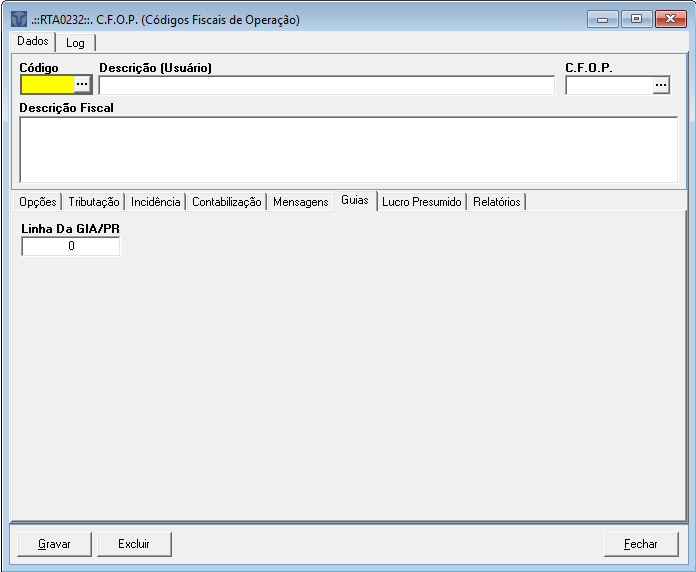 .::RTA0232::. C.F.O.P. (Códigos Fiscais de Operação)
Dados Log
Código Descrição (Usuário) C.F.O.P.
... ...
Descrição Fiscal
Opções Tributação Incidência Contabilização Mensagens Guias Lucro Presumido Relatórios
Linha Da GIA/PR
0
Gravar Excluir Fechar